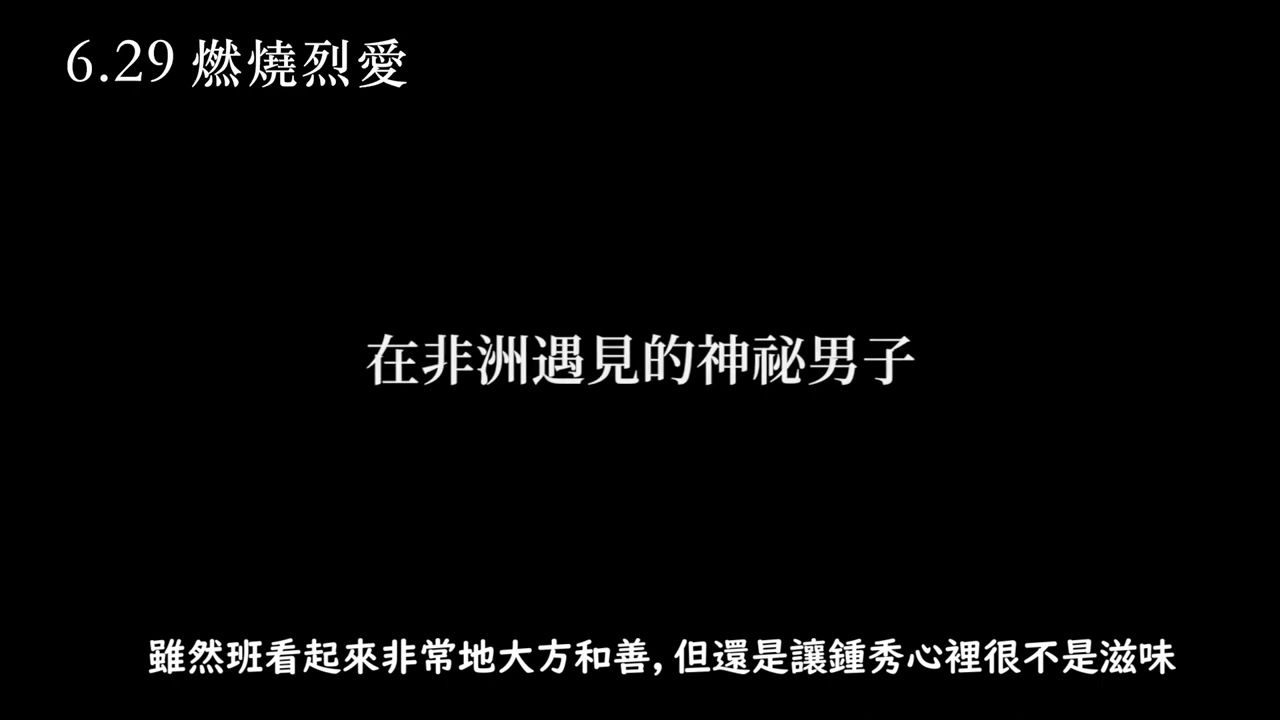 6.29 燃燒烈愛
在非洲遇見的神祕男子
雖然班看起來非常地大方和善,但還是讓鍾秀心裡很不是滋味